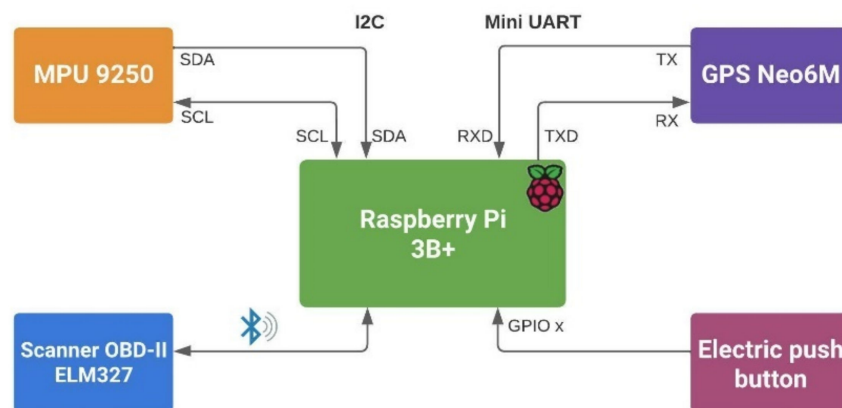 I2C
Mini UART
MPU 9250
SDA
SCL
SCL
SDA
TX
GPS Neo6M
RX
RXD
TXD
Raspberry Pi
3B+
Scanner OBD-II
ELM327
GPIO x
Electric push
button